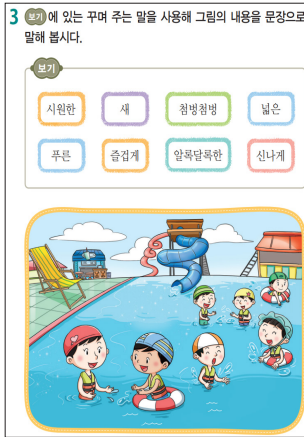 3 보기 에 있는 꾸며 주는 말을 사용해 그림의 내용을 문장으로
말해 봅시다.
보기
시원한 새 첨벙첨벙 넓은
푸른 즐겁게 알록달록한 신나게